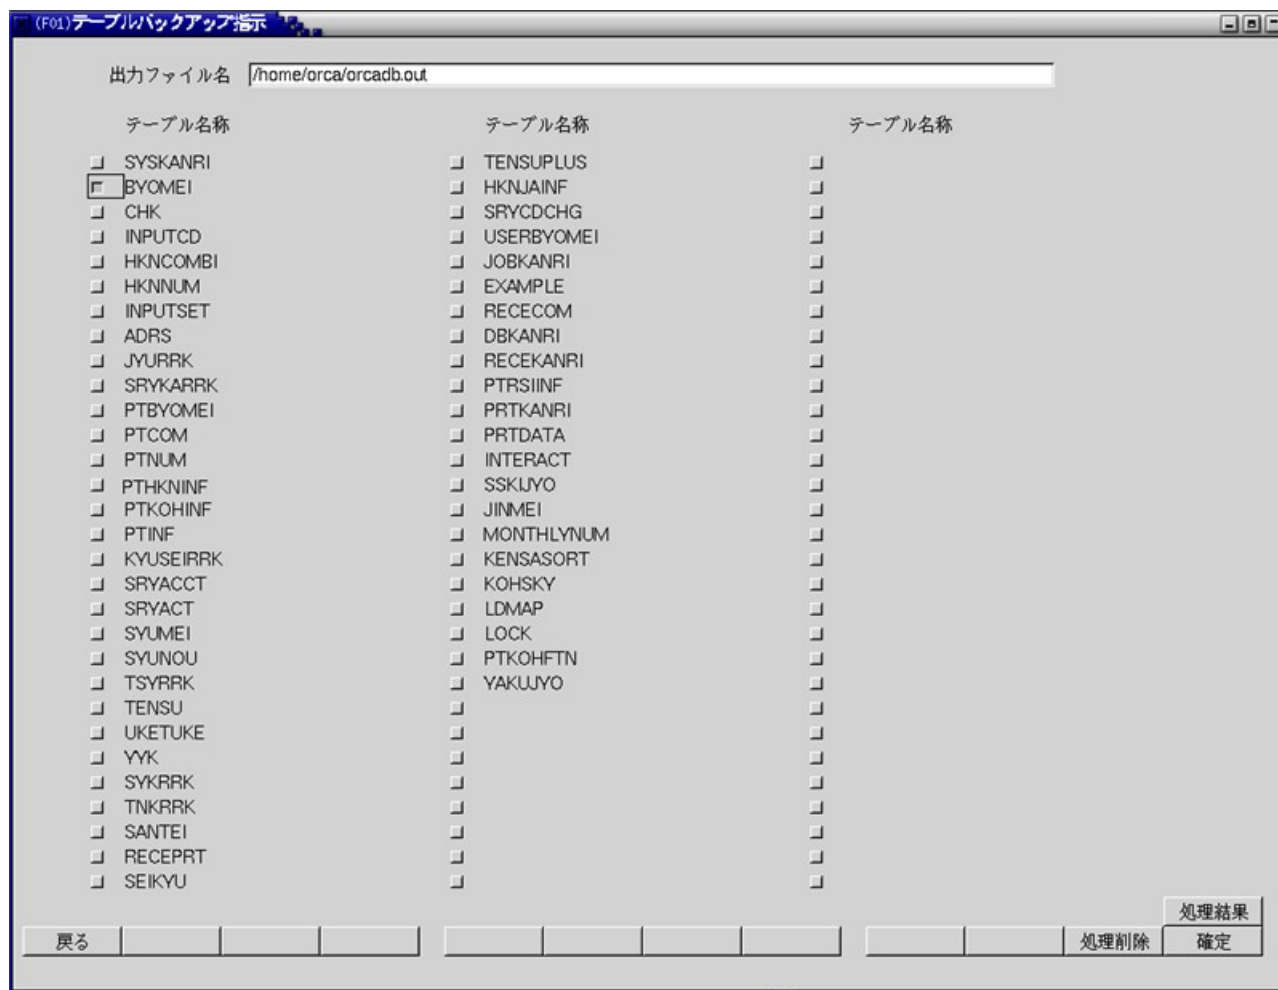 (F01)テーブルバックアップ指示
出力ファイル名 /home/orca/orcadb.out
テーブル名称 テーブル名称 テーブル名称
SYSKANRI TENSUPLUS
BYOMEI HKNJAINF
CHK SRYCDCHG
INPUTCD USERBYOMEI
HKNCOMBI JOBKANRI
HKNNUM EXAMPLE
INPUTSET RECECOM
ADRS DBKANRI
JYURRK RECEKANRI
SRYKARRK PTRSIINF
PTBYOMEI PRTKANRI
PTCOM PRTDATA
PTNUM INTERACT
PTHKNINF SSKIJYO
PTKOHINF JINMEI
PTINF MONTHLYNUM
KYUSEIRRK KENSASORT
SRYACCT KOHSKY
SRYACT LDMAP
SYUMEI LOCK
SYUNOU PTKOHFTN
TSYRRK YAKUJYO
TENSU
UKETUKE
YYK
SYKRRK
TNKRRK
SANTEI
RECEPRT
SEIKYU
処理結果
戻る 処理削除 確定